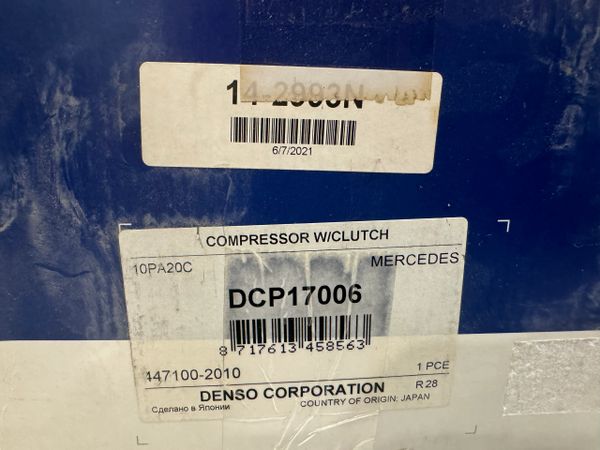 14-2993N
6/7/2021
COMPRESSOR W/CLUTCH
10PA20C MERCEDES
DCP17006
8 717613 458563
447100-2010 1 PCE
DENSO CORPORATION R 28
Сделано в Японии COUNTRY OF ORIGIN: JAPAN